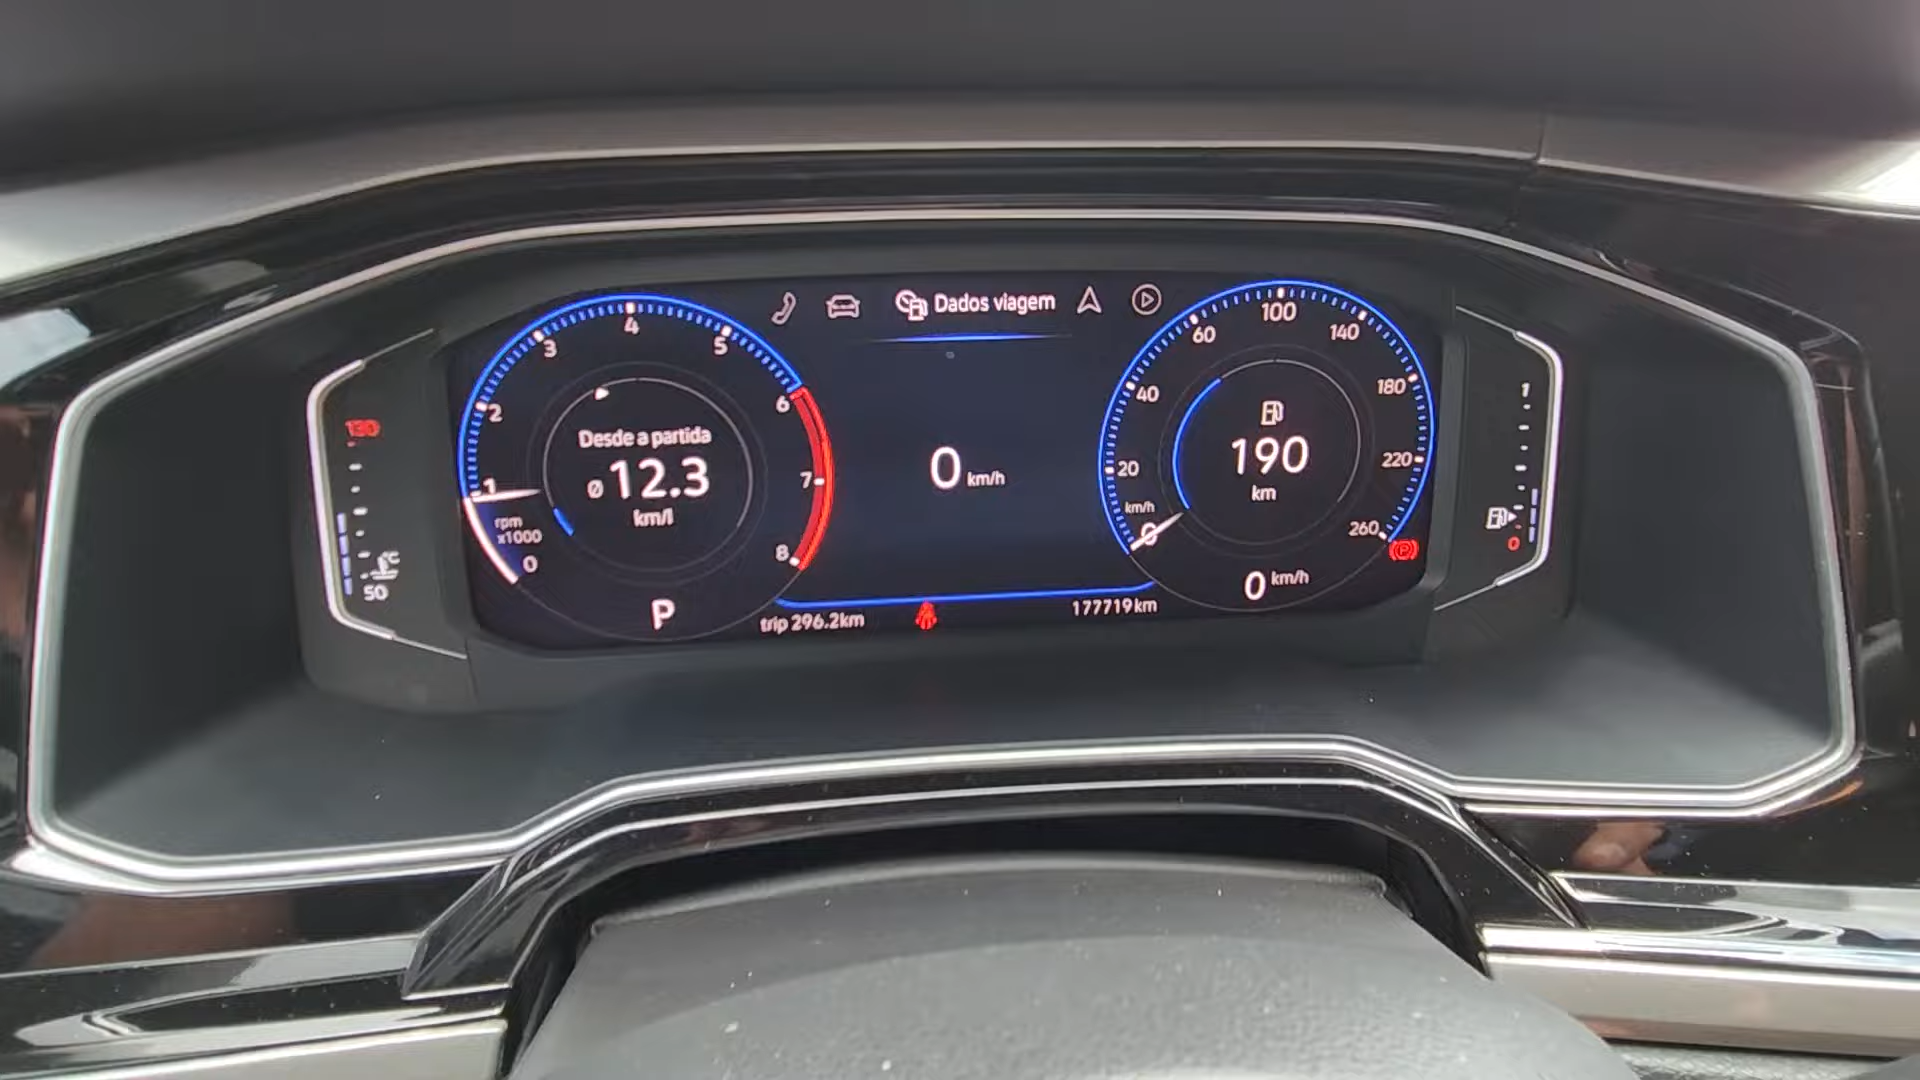 Dados viagem
1
2
3
4
5
6
7
8
0
rpm
x1000
Desde a partida
ø 12.3
km/l
P
130
°C
50
0 km/h
trip 296.2km
177719km
0
20
40
60
100
140
180
220
260
km/h
190
km
0 km/h
(P)
1
0